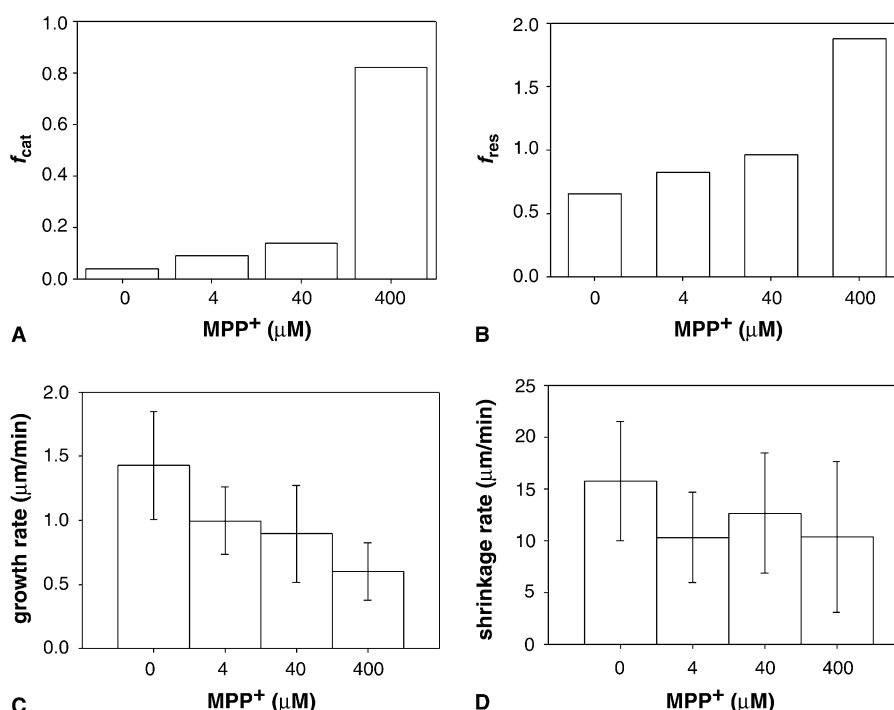 1.0
0.8
0.6
0.4
0.2
0.0
f_cat
0 4 40 400
MPP+ (μM)
A
2.0
1.5
1.0
0.5
0.0
f_res
0 4 40 400
MPP+ (μM)
B
2.0
1.5
1.0
0.5
0.0
growth rate (μm/min)
0 4 40 400
MPP+ (μM)
C
25
20
15
10
5
0
shrinkage rate (μm/min)
0 4 40 400
MPP+ (μM)
D